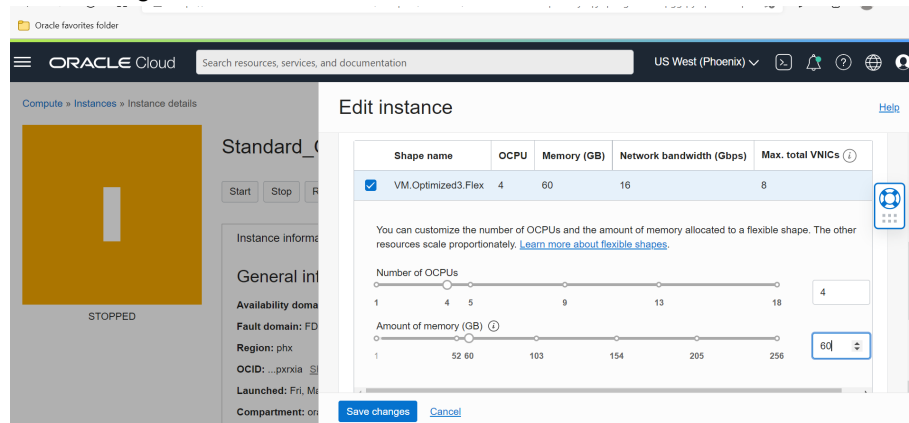 Oracle favorites folder
ORACLE Cloud
Search resources, services, and documentation
US West (Phoenix)
Compute » Instances » Instance details
STOPPED
Standard_
Start Stop R
Instance informa
General inf
Availability doma
Fault domain: FD
Region: phx
OCID: ...pxrxia
Launched: Fri, Ma
Compartment: ora
Edit instance
Help
Shape name OCPU Memory (GB) Network bandwidth (Gbps) Max. total VNICs i
VM.Optimized3.Flex 4 60 16 8
You can customize the number of OCPUs and the amount of memory allocated to a flexible shape. The other
resources scale proportionately. Learn more about flexible shapes.
Number of OCPUs
1 4 5 9 13 18
4
Amount of memory (GB) i
1 52 60 103 154 205 256
60
Save changes Cancel